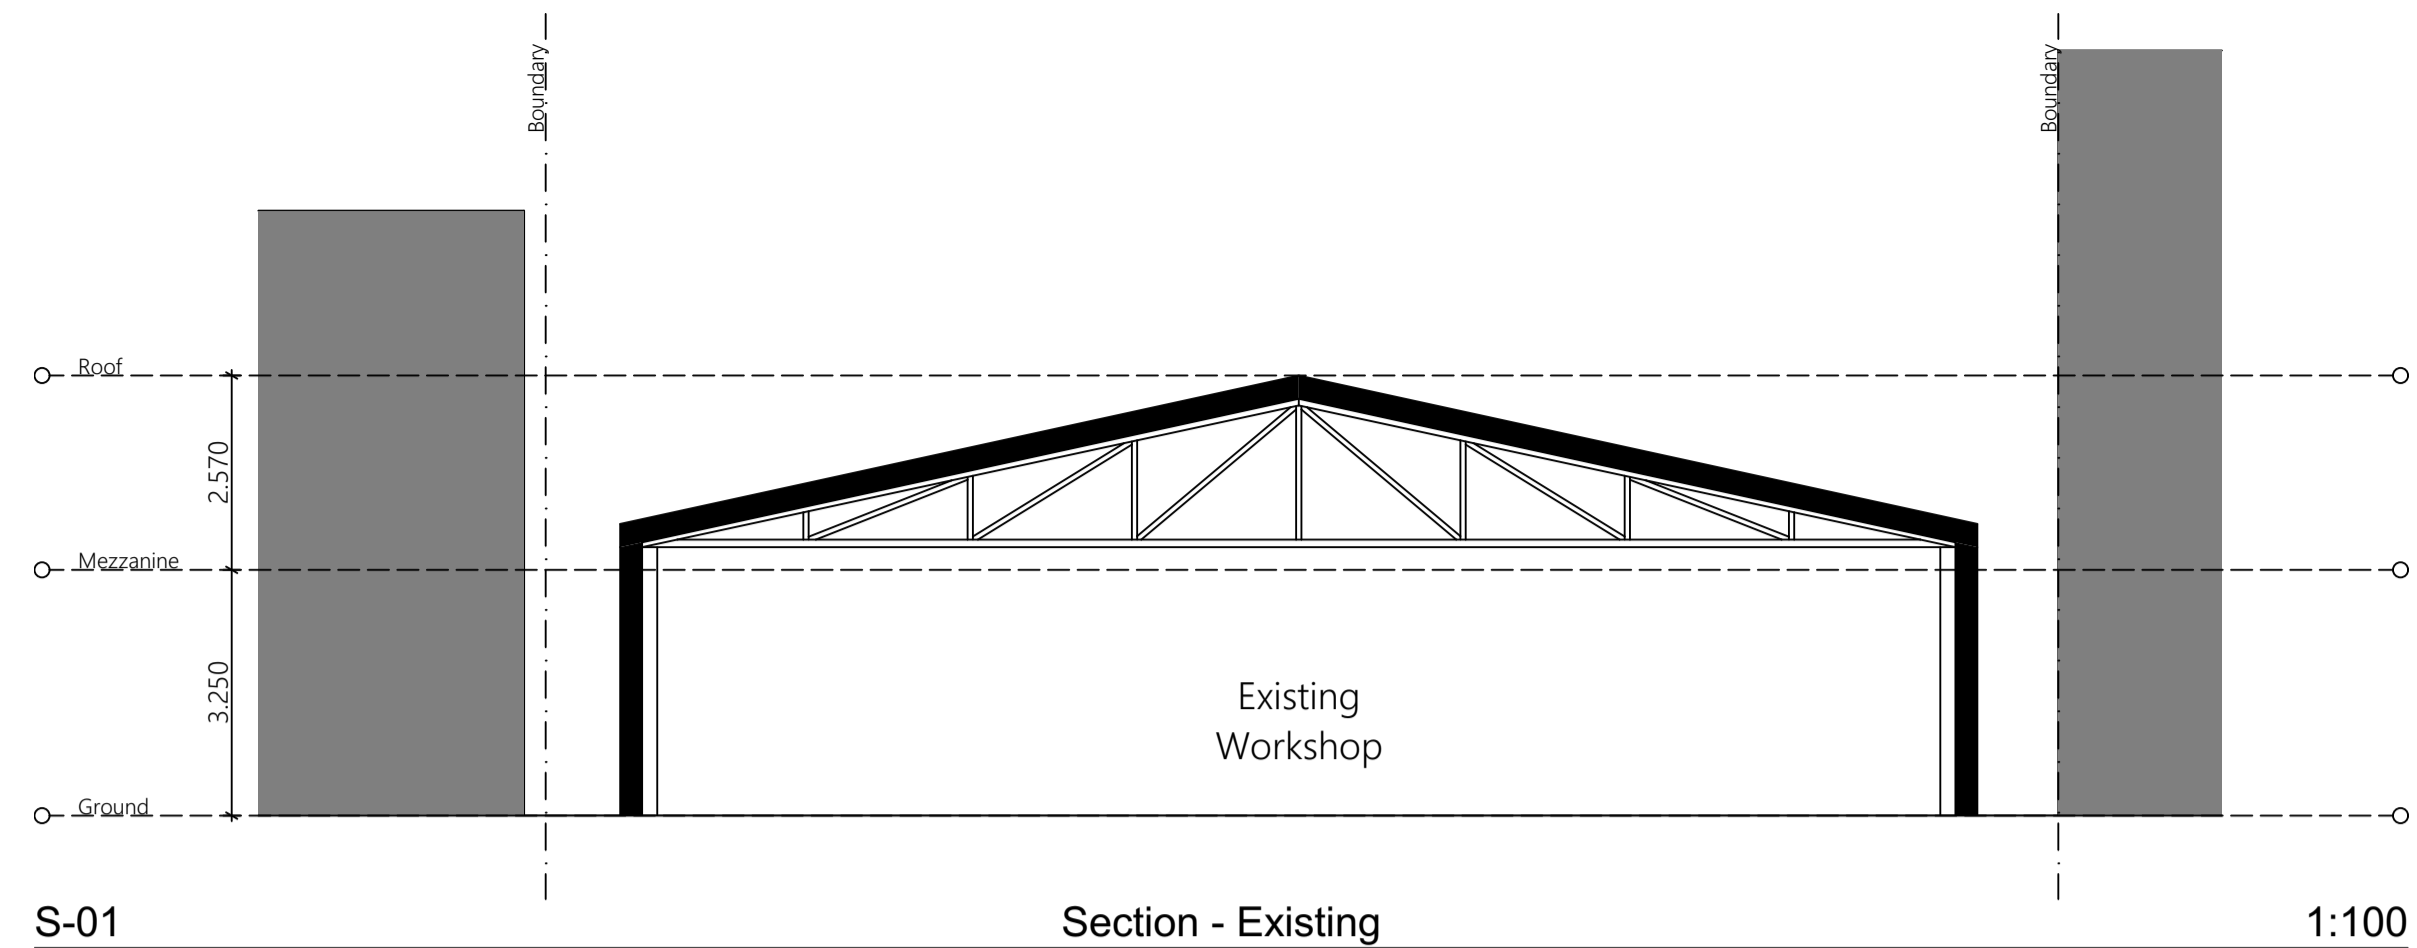 Boundary
Boundary
Roof
2.570
Mezzanine
3.250
Existing
Workshop
Ground
S-01
Section - Existing
1:100